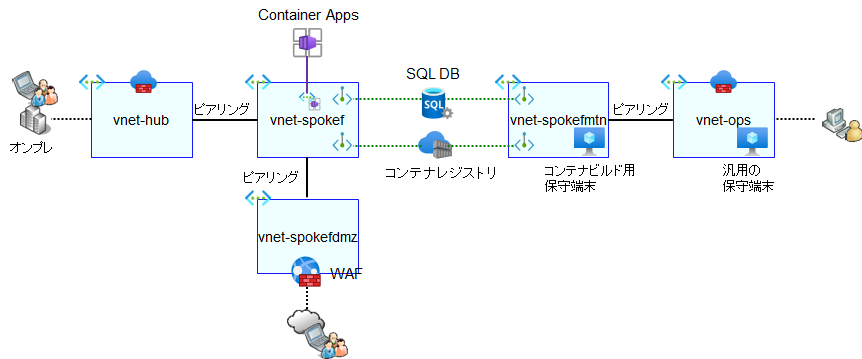 Container Apps
SQL DB
vnet-hub
ピアリング
vnet-spokef
vnet-spokefmtn
ピアリング
vnet-ops
SQL
オンプレ
コンテナレジストリ
コンテナビルド用
保守端末
汎用の
保守端末
ピアリング
vnet-spokefdmz
WAF